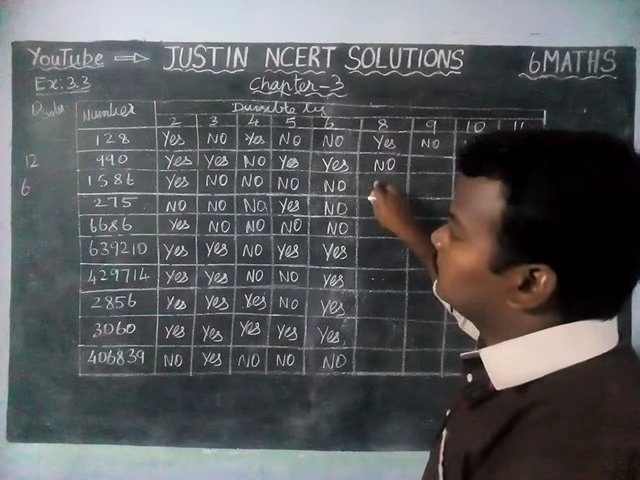 YouTube → JUSTIN NCERT SOLUTIONS 6 MATHS
Ex: 3.3 Chapter-3
Number Divisible by
2 3 4 5 6 8 9 10 11
128 Yes NO Yes NO NO Yes NO
12 990 Yes Yes NO Yes Yes NO
6 1586 Yes NO NO NO NO
275 NO NO NO Yes NO
6686 Yes NO NO NO NO
639210 Yes Yes NO Yes Yes
429714 Yes Yes NO NO Yes
2856 Yes Yes Yes NO Yes
3060 Yes Yes Yes Yes Yes,
406839 NO Yes NO NO NO